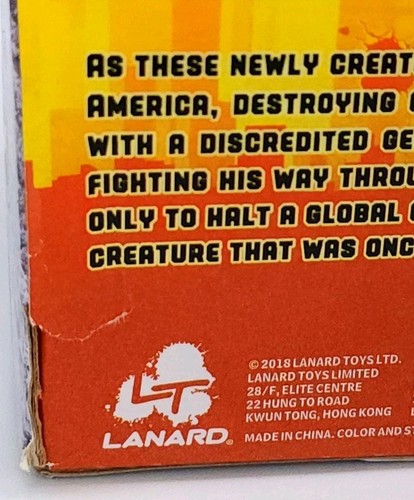 AS THESE NEWLY CREAT
AMERICA, DESTROYING
WITH A DISCREDITED GE
FIGHTING HIS WAY THROU
ONLY TO HALT A GLOBAL
CREATURE THAT WAS ONC
© 2018 LANARD TOYS LTD.
LANARD TOYS LIMITED
28/F, ELITE CENTRE
22 HUNG TO ROAD
KWUN TONG, HONG KONG
LT
LANARD®
MADE IN CHINA. COLOR AND ST